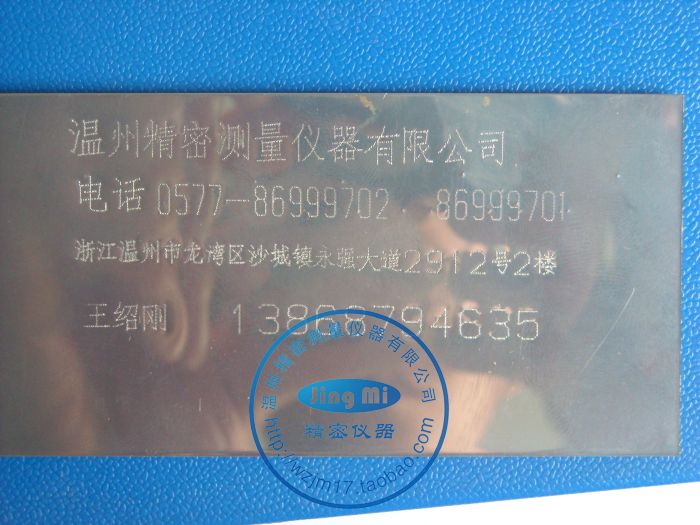 温州精密测量仪器有限公司
电话 0577-86999702 86999701
浙江温州市龙湾区沙城镇永强大道2912号2楼
王绍刚 13868794635
温州精密测量仪器有限公司
Jing Mi
精密仪器
http://wzjm17.taobao.com